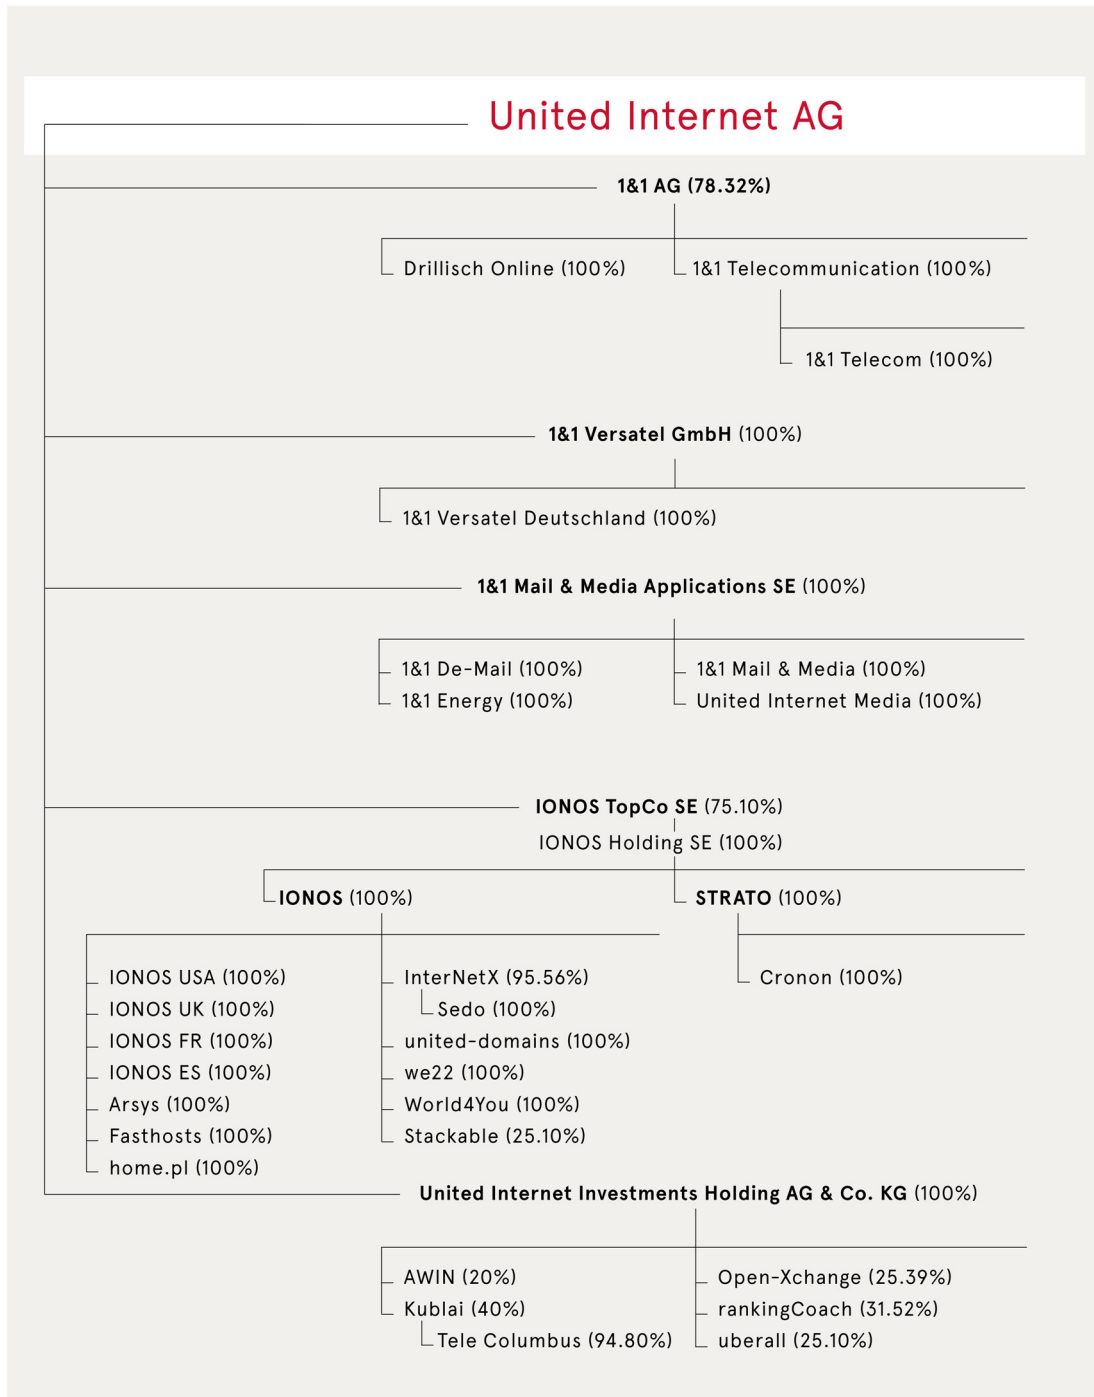 United Internet AG
1&1 AG (78.32%)
Drillisch Online (100%)
1&1 Telecommunication (100%)
1&1 Telecom (100%)
1&1 Versatel GmbH (100%)
1&1 Versatel Deutschland (100%)
1&1 Mail & Media Applications SE (100%)
1&1 De-Mail (100%)
1&1 Energy (100%)
1&1 Mail & Media (100%)
United Internet Media (100%)
IONOS TopCo SE (75.10%)
IONOS Holding SE (100%)
IONOS (100%)
STRATO (100%)
IONOS USA (100%)
IONOS UK (100%)
IONOS FR (100%)
IONOS ES (100%)
Arsys (100%)
Fasthosts (100%)
home.pl (100%)
InterNetX (95.56%)
Sedo (100%)
united-domains (100%)
we22 (100%)
World4You (100%)
Stackable (25.10%)
Cronon (100%)
United Internet Investments Holding AG & Co. KG (100%)
AWIN (20%)
Kublai (40%)
Tele Columbus (94.80%)
Open-Xchange (25.39%)
rankingCoach (31.52%)
uberall (25.10%)